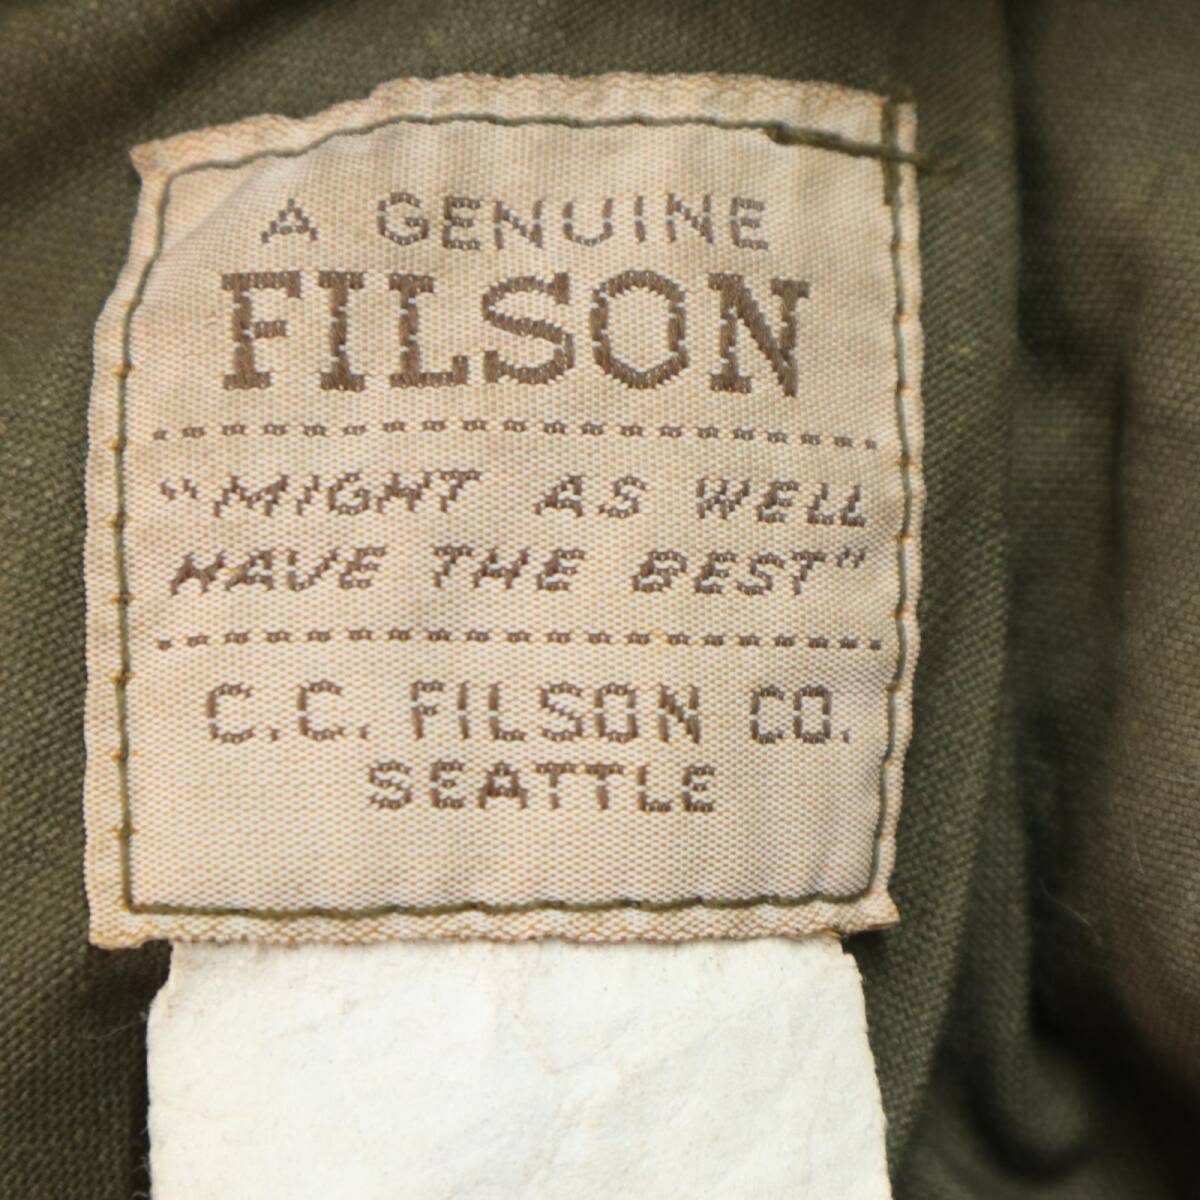 A GENUINE
FILSON
"MIGHT AS WELL
HAVE THE BEST"
C.C. FILSON CO.
SEATTLE